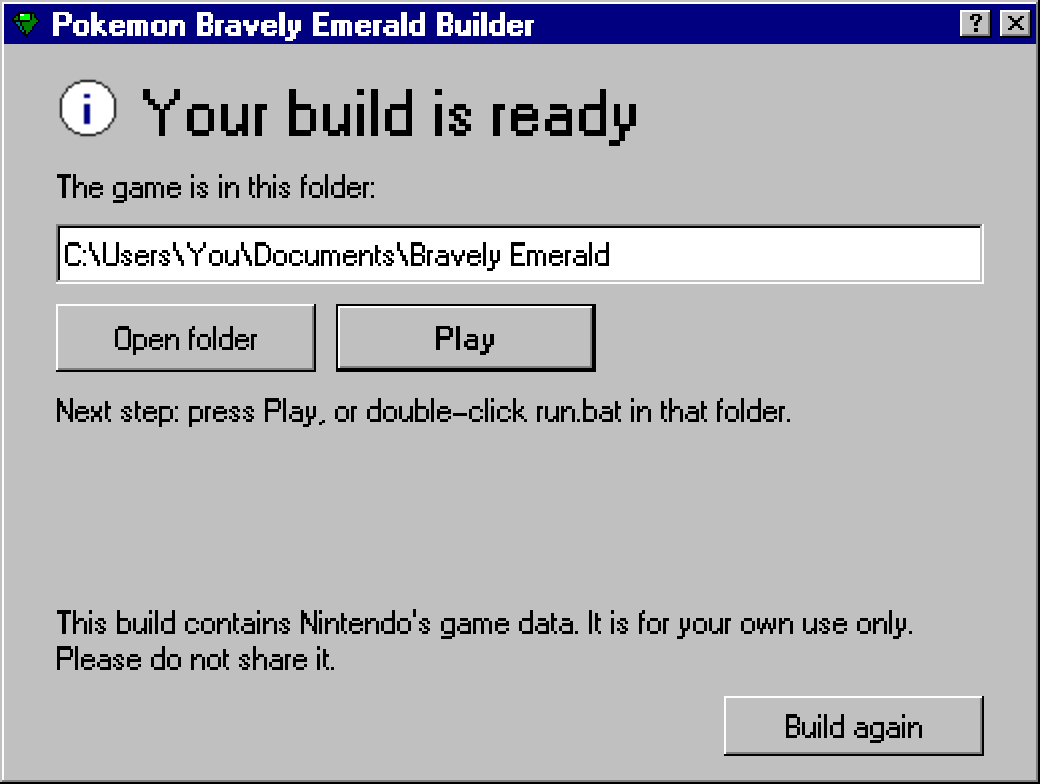 Pokemon Bravely Emerald Builder
?
i Your build is ready
The game is in this folder:
C:\Users\You\Documents\Bravely Emerald
Open folder Play
Next step: press Play, or double-click run.bat in that folder.
This build contains Nintendo's game data. It is for your own use only.
Please do not share it.
Build again